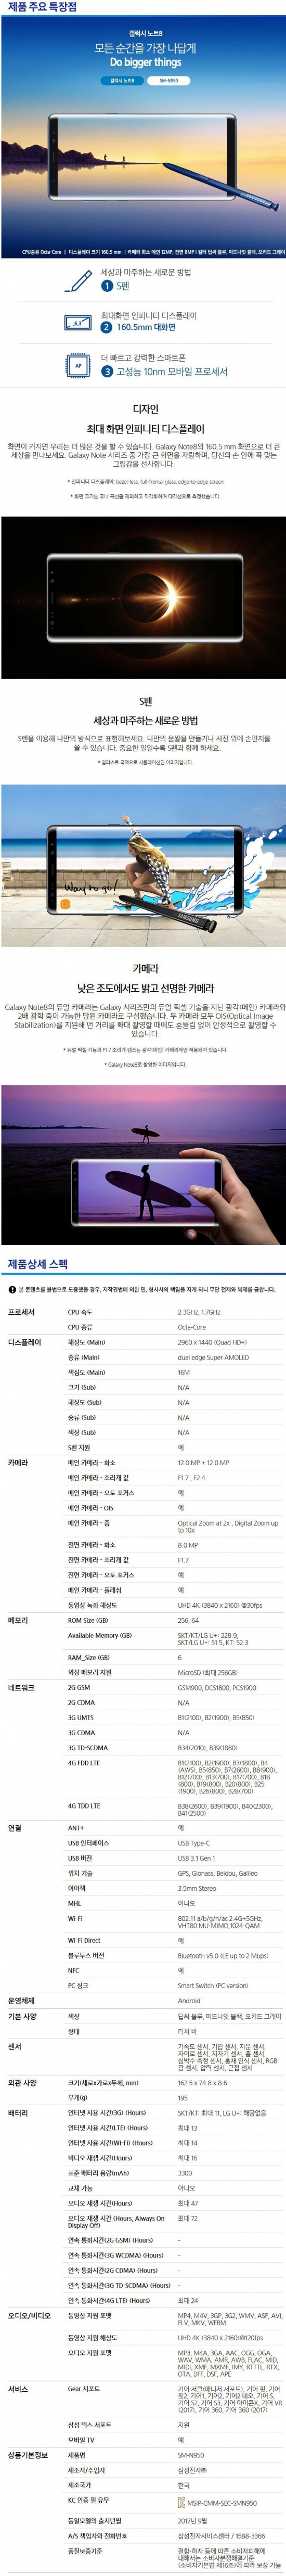 제품 주요 특장점
갤럭시 노트8
모든 순간을 가장 나답게
Do bigger things
갤럭시 노트8 SM-N950
CPU종류 Octa-Core | 디스플레이 크기 160.5 mm | 카메라 화소 메인 12MP, 전면 8MP | 컬러 딥씨 블루, 미드나잇 블랙, 오키드 그레이
세상과 마주하는 새로운 방법
1 S펜
6.3
최대화면 인피니티 디스플레이
2 160.5mm 대화면
AP
더 빠르고 강력한 스마트폰
3 고성능 10nm 모바일 프로세서
디자인
최대 화면 인피니티 디스플레이
화면이 커지면 우리는 더 많은 것을 할 수 있습니다. Galaxy Note8의 160.5 mm 화면으로 더 큰
세상을 만나보세요. Galaxy Note 시리즈 중 가장 큰 화면을 자랑하며, 당신의 손 안에 꼭 맞는
그립감을 선사합니다.
* 인피니티 디스플레이: bezel-less, full-frontal glass, edge-to-edge screen
* 화면 크기는 코너 곡선을 제외하고 직각화하여 대각선으로 측정했습니다.
S펜
세상과 마주하는 새로운 방법
S펜을 이용해 나만의 방식으로 표현해보세요. 나만의 움짤을 만들거나 사진 위에 손편지를
쓸 수 있습니다. 중요한 일일수록 S펜과 함께 하세요.
* 일러스트 목적으로 시뮬레이션된 이미지입니다.
Way to go!
카메라
낮은 조도에서도 밝고 선명한 카메라
Galaxy Note8의 듀얼 카메라는 Galaxy 시리즈만의 듀얼 픽셀 기술을 지닌 광각(메인) 카메라와
2배 광학 줌이 가능한 망원 카메라로 구성했습니다. 두 카메라 모두 OIS(Optical Image
Stabilization)를 지원해 먼 거리를 확대 촬영할 때에도 흔들림 없이 안정적으로 촬영할 수
있습니다.
* 듀얼 픽셀 기능과 F1.7 조리개 렌즈는 광각(메인) 카메라에만 적용되어 있습니다.
* Galaxy Note8로 촬영한 이미지입니다.
제품상세 스펙
본 콘텐츠를 불법으로 도용했을 경우, 저작권법에 의한 민, 형사상의 책임을 지게 되니 무단 전제와 복제를 금합니다.
프로세서 CPU 속도 2.3GHz, 1.7GHz
CPU 종류 Octa-Core
디스플레이 해상도 (Main) 2960 x 1440 (Quad HD+)
종류 (Main) dual edge Super AMOLED
색심도 (Main) 16M
크기 (Sub) N/A
해상도 (Sub) N/A
종류 (Sub) N/A
색상 (Sub) N/A
S펜 지원 예
카메라 메인 카메라 - 화소 12.0 MP + 12.0 MP
메인 카메라 - 조리개 값 F1.7 , F2.4
메인 카메라 - 오토 포커스 예
메인 카메라 - OIS 예
메인 카메라 - 줌 Optical Zoom at 2x , Digital Zoom up
to 10x
전면 카메라 - 화소 8.0 MP
전면 카메라 - 조리개 값 F1.7
전면 카메라 - 오토 포커스 예
메인 카메라 - 플래쉬 예
동영상 녹화 해상도 UHD 4K (3840 x 2160) @30fps
메모리 ROM Size (GB) 256, 64
Available Memory (GB) SKT/KT/LG U+: 228.9,
SKT/LG U+: 51.5, KT: 52.3
RAM_Size (GB) 6
외장 메모리 지원 MicroSD (최대 256GB)
네트워크 2G GSM GSM900, DCS1800, PCS1900
2G CDMA N/A
3G UMTS B1(2100), B2(1900), B5(850)
3G CDMA N/A
3G TD-SCDMA B34(2010), B39(1880)
4G FDD LTE B1(2100), B2(1900), B3(1800), B4
(AWS), B5(850), B7(2600), B8(900),
B12(700), B13(700), B17(700), B18
(800), B19(800), B20(800), B25
(1900), B26(800), B28(700)
4G TDD LTE B38(2600), B39(1900), B40(2300),
B41(2500)
연결 ANT+ 예
USB 인터페이스 USB Type-C
USB 버전 USB 3.1 Gen 1
위치 기술 GPS, Glonass, Beidou, Galileo
이어잭 3.5mm Stereo
MHL 아니오
Wi-Fi 802.11 a/b/g/n/ac 2.4G+5GHz,
VHT80 MU-MIMO,1024-QAM
Wi-Fi Direct 예
블루투스 버전 Bluetooth v5.0 (LE up to 2 Mbps)
NFC 예
PC 싱크 Smart Switch (PC version)
운영체제 Android
기본 사양 색상 딥씨 블루, 미드나잇 블랙, 오키드 그레이
형태 터치 바
센서 가속도 센서, 기압 센서, 지문 센서,
자이로 센서, 지자기 센서, 홀 센서,
심박수 측정 센서, 홍채 인식 센서, RGB
광 센서, 압력 센서, 근접 센서
외관 사양 크기(세로x가로x두께, mm) 162.5 x 74.8 x 8.6
무게(g) 195
배터리 인터넷 사용 시간(3G) (Hours) SKT/KT: 최대 11, LG U+: 해당없음
인터넷 사용 시간(LTE) (Hours) 최대 13
인터넷 사용 시간(Wi-Fi) (Hours) 최대 14
비디오 재생 시간(Hours) 최대 16
표준 배터리 용량(mAh) 3300
교체 가능 아니오
오디오 재생 시간(Hours) 최대 47
오디오 재생 시간 (Hours, Always On
Display Off) 최대 72
연속 통화시간(2G GSM) (Hours) -
연속 통화시간(3G WCDMA) (Hours) -
연속 통화시간(2G CDMA) (Hours) -
연속 통화시간(3G TD-SCDMA) (Hours) -
연속 통화시간(4G LTE) (Hours) 최대 24
오디오/비디오 동영상 지원 포맷 MP4, M4V, 3GP, 3G2, WMV, ASF, AVI,
FLV, MKV, WEBM
동영상 지원 해상도 UHD 4K (3840 x 2160)@120fps
오디오 지원 포맷 MP3, M4A, 3GA, AAC, OGG, OGA,
WAV, WMA, AMR, AWB, FLAC, MID,
MIDI, XMF, MXMF, IMY, RTTTL, RTX,
OTA, DFF, DSF, APE
서비스 Gear 서포트 기어 서클(매니저 서포트), 기어 핏, 기어
핏2, 기어1, 기어2, 기어2 네오, 기어 S,
기어 S2, 기어 S3, 기어 아이콘X, 기어 VR
(2017), 기어 360, 기어 360 (2017)
삼성 덱스 서포트 지원
모바일 TV 예
상품기본정보 제품명 SM-N950
제조자/수입자 삼성전자㈜
제조국가 한국
KC 인증 필 유무 MSIP-CMM-SEC-SMN950
동일모델의 출시년월 2017년 9월
A/S 책임자와 전화번호 삼성전자서비스센터 / 1588-3366
품질보증기준 결함·하자 등에 따른 소비자피해에
대해서는 소비자분쟁해결기준
(소비자기본법 제16조)에 따라 보상 가능